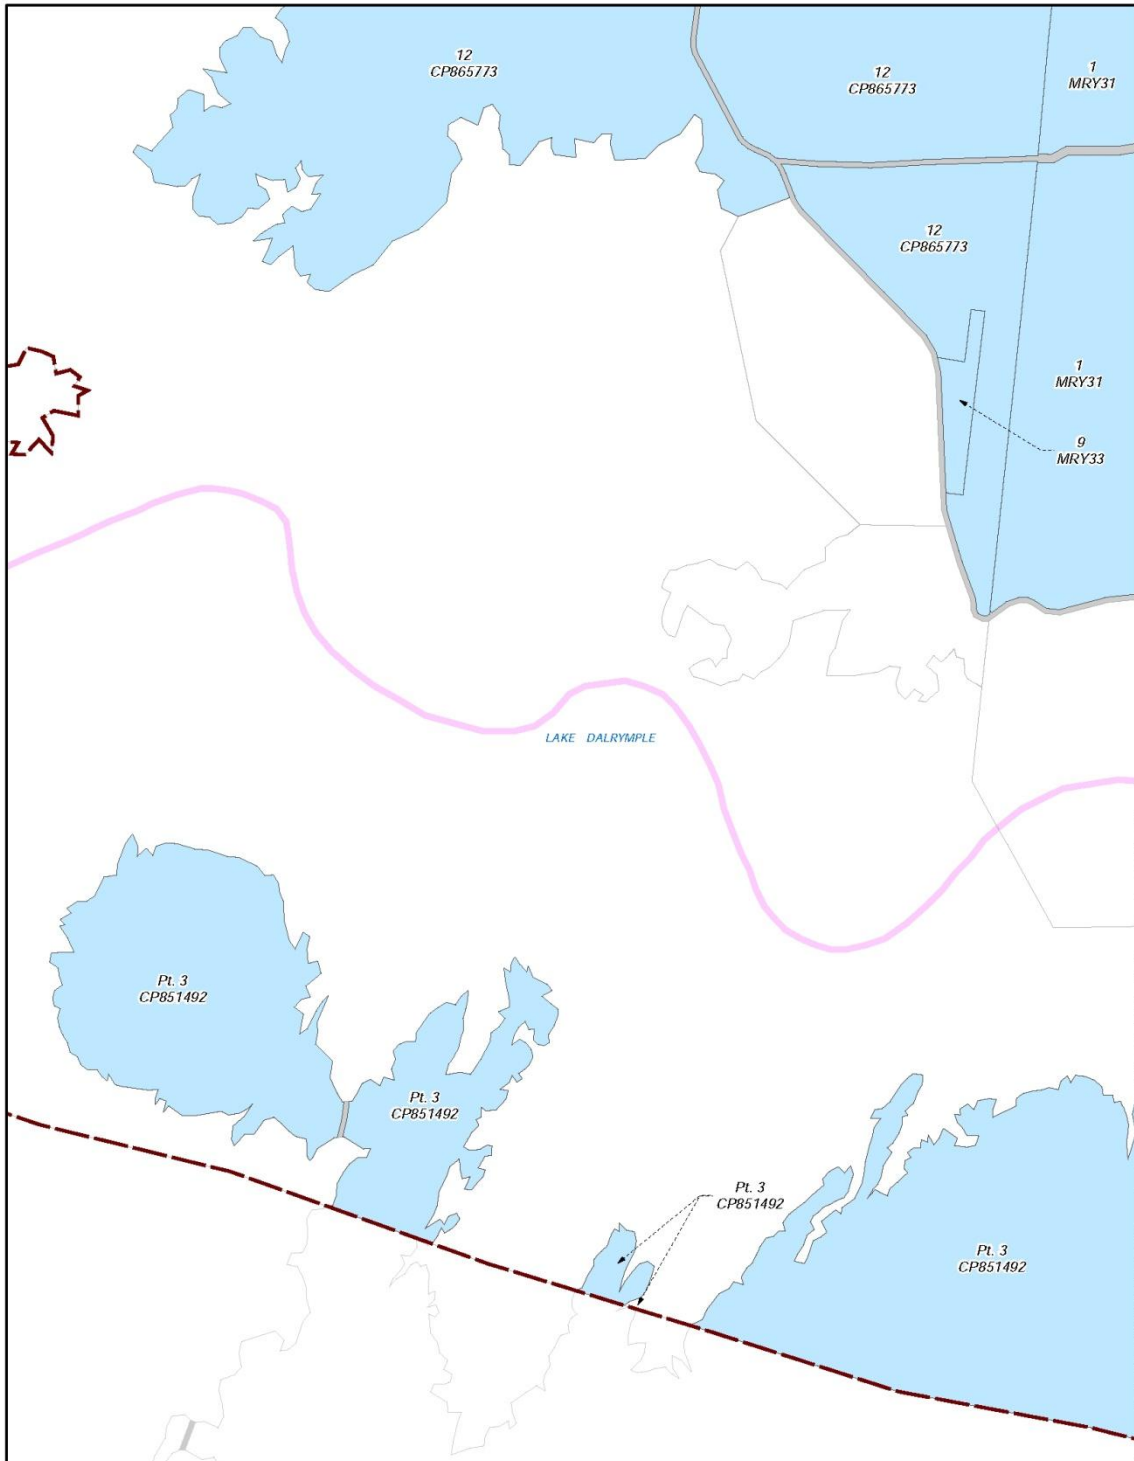 12
CP865773
12
CP865773
1
MRY31
12
CP865773
1
MRY31
9
MRY33
LAKE DALRYMPLE
Pt. 3
CP851492
Pt. 3
CP851492
Pt. 3
CP851492
Pt. 3
CP851492